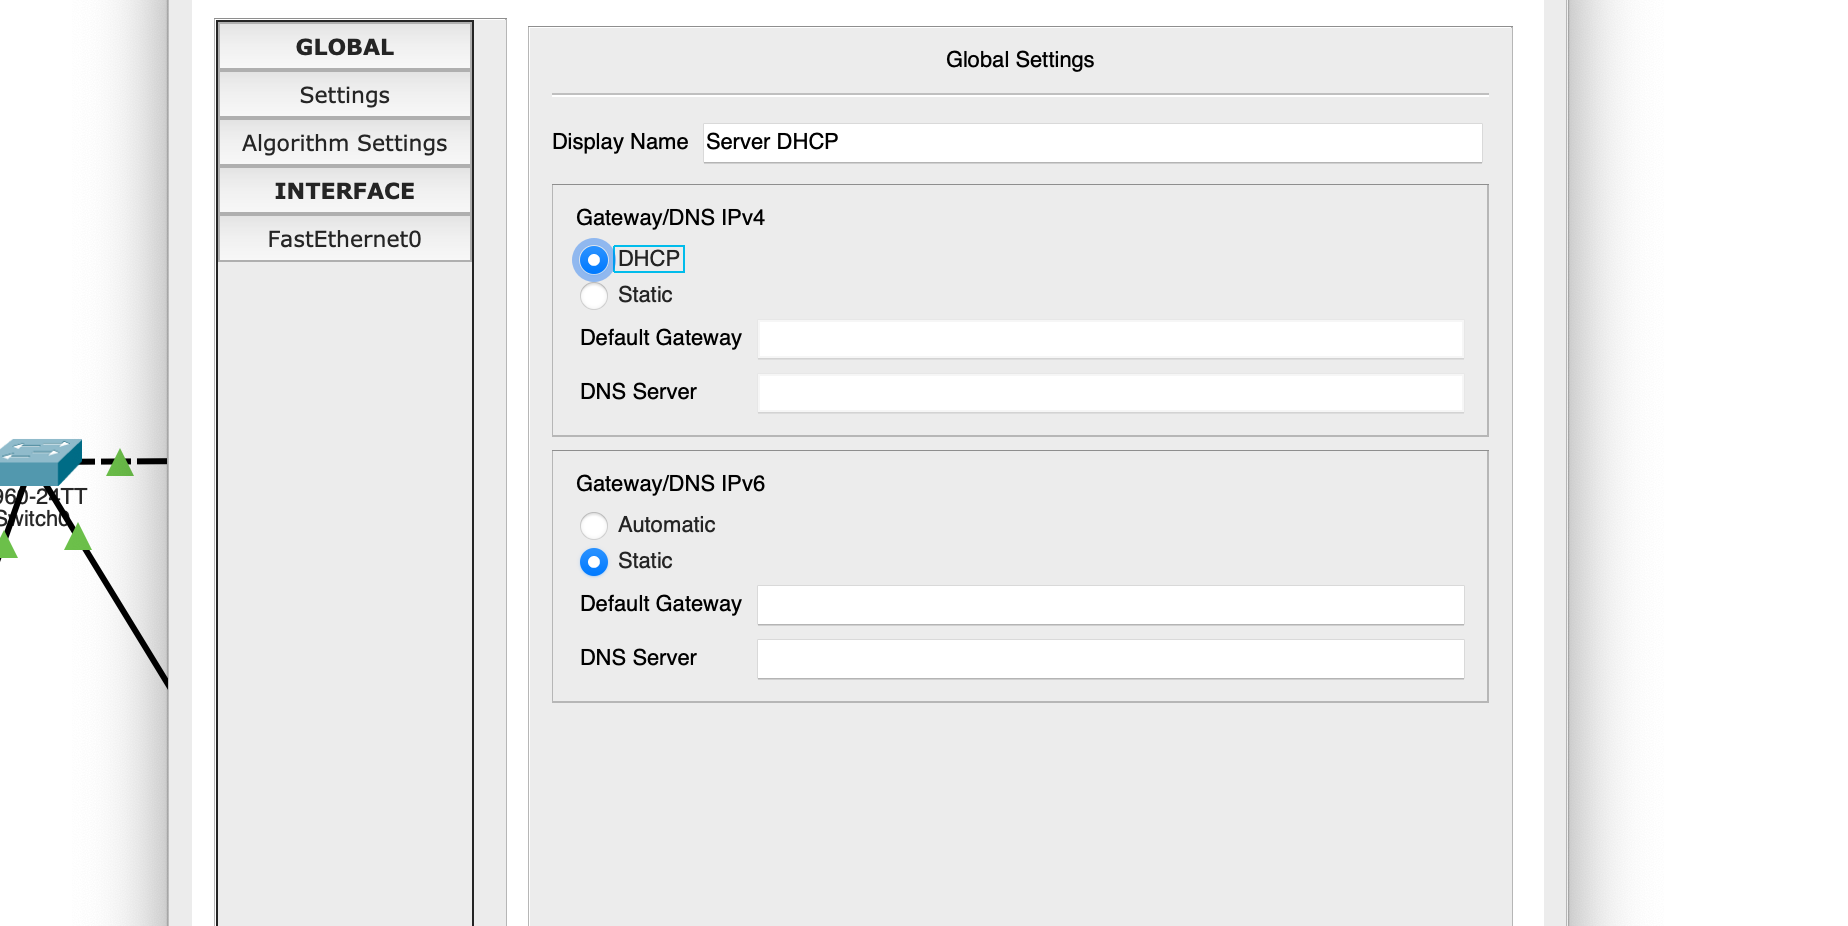 GLOBAL
Settings
Algorithm Settings
INTERFACE
FastEthernet0
Global Settings
Display Name Server DHCP
Gateway/DNS IPv4
DHCP
Static
Default Gateway
DNS Server
Gateway/DNS IPv6
Automatic
Static
Default Gateway
DNS Server
960-24TT
Switch0